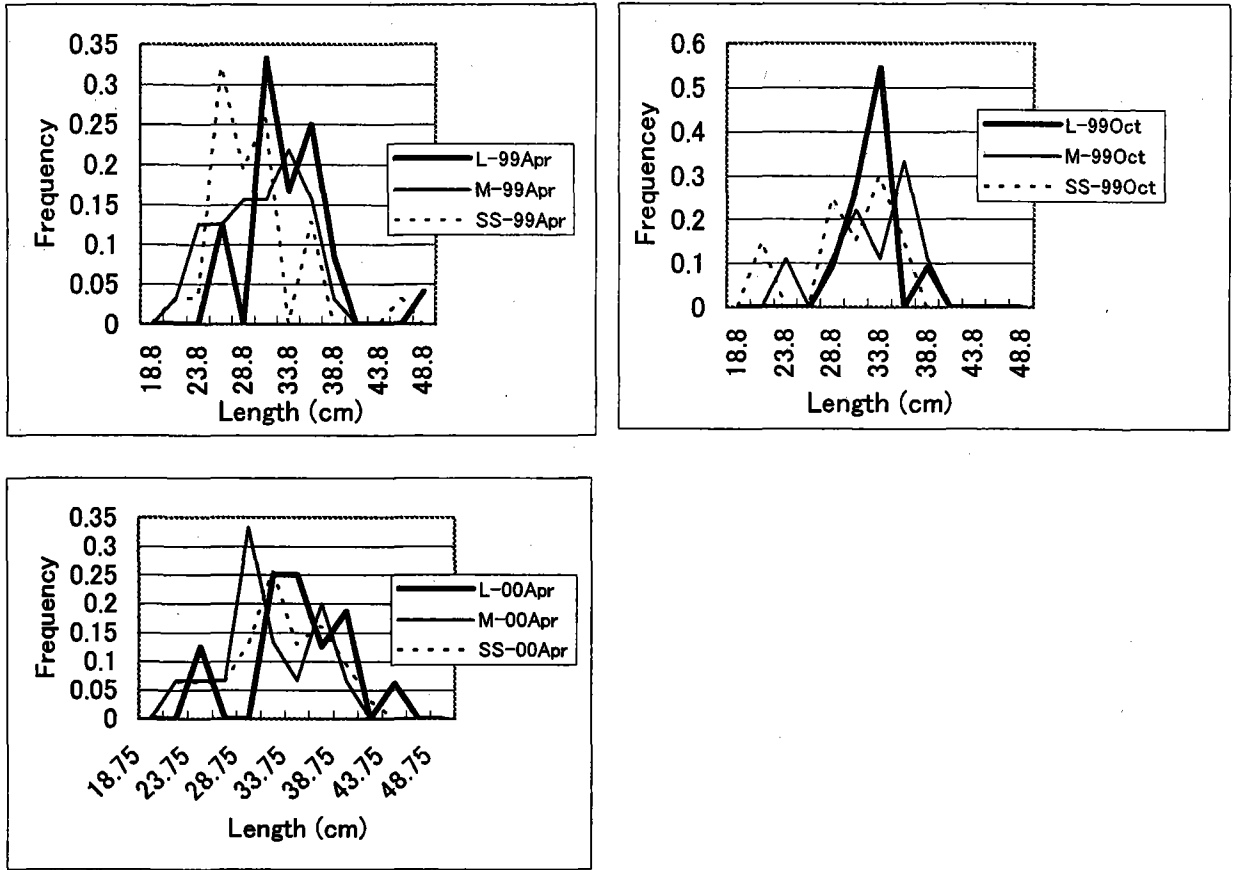 0.35
0.3
0.25
0.2
0.15
0.1
0.05
0
Frequency
18.8
23.8
28.8
33.8
38.8
43.8
48.8
Length (cm)
L-99Apr
M-99Apr
SS-99Apr
0.6
0.5
0.4
0.3
0.2
0.1
0
Frequencey
18.8
23.8
28.8
33.8
38.8
43.8
48.8
Length (cm)
L-99Oct
M-99Oct
SS-99Oct
0.35
0.3
0.25
0.2
0.15
0.1
0.05
0
Frequency
18.75
23.75
28.75
33.75
38.75
43.75
48.75
Length (cm)
L-00Apr
M-00Apr
SS-00Apr